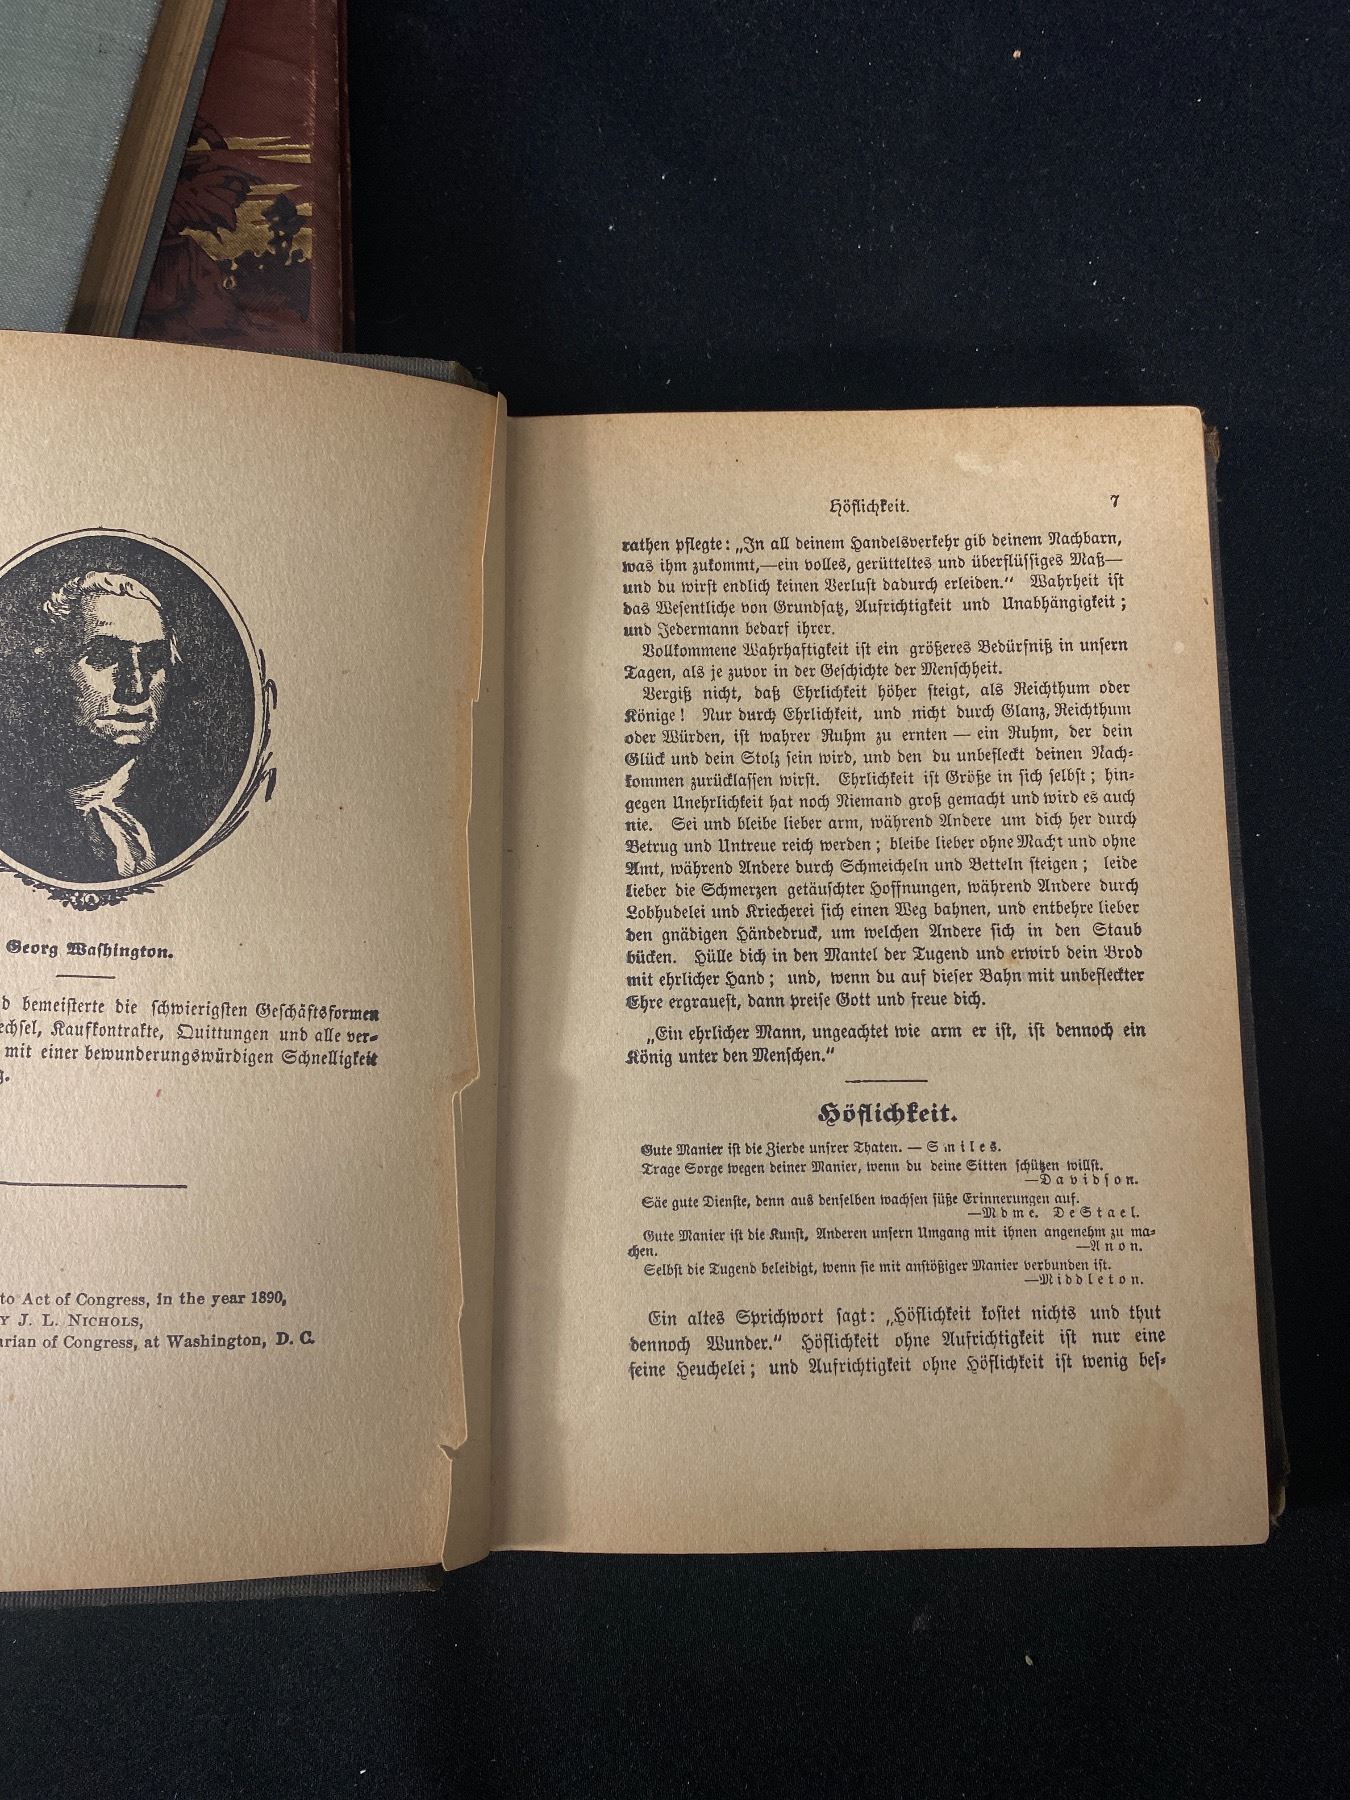 Georg Washington.
d bemeisterte die schwierigsten Geschäftsformen
echsel, Kaufkontrakte, Quittungen und alle ver-
mit einer bewunderungswürdigen Schnelligkeit
g.
to Act of Congress, in the year 1890,
Y J. L. NICHOLS,
arian of Congress, at Washington, D. C.
Höflichkeit. 7
rathen pflegte: „In all deinem Handelsverkehr gib deinem Nachbarn,
was ihm zukommt,—ein volles, gerütteltes und überflüssiges Maß—
und du wirst endlich keinen Verlust dadurch erleiden.“ Wahrheit ist
das Wesentliche von Grundsatz, Aufrichtigkeit und Unabhängigkeit;
und Jedermann bedarf ihrer.
Vollkommene Wahrhaftigkeit ist ein größeres Bedürfniß in unsern
Tagen, als je zuvor in der Geschichte der Menschheit.
Vergiß nicht, daß Ehrlichkeit höher steigt, als Reichthum oder
Könige! Nur durch Ehrlichkeit, und nicht durch Glanz, Reichthum
oder Würden, ist wahrer Ruhm zu ernten — ein Ruhm, der dein
Glück und dein Stolz sein wird, und den du unbefleckt deinen Nach-
kommen zurücklassen wirst. Ehrlichkeit ist Größe in sich selbst; hin-
gegen Unehrlichkeit hat noch Niemand groß gemacht und wird es auch
nie. Sei und bleibe lieber arm, während Andere um dich her durch
Betrug und Untreue reich werden; bleibe lieber ohne Macht und ohne
Amt, während Andere durch Schmeicheln und Betteln steigen; leide
lieber die Schmerzen getäuschter Hoffnungen, während Andere durch
Lobhudelei und Kriecherei sich einen Weg bahnen, und entbehre lieber
den gnädigen Händedruck, um welchen Andere sich in den Staub
bücken. Hülle dich in den Mantel der Tugend und erwirb dein Brod
mit ehrlicher Hand; und, wenn du auf dieser Bahn mit unbefleckter
Ehre ergrauest, dann preise Gott und freue dich.
„Ein ehrlicher Mann, ungeachtet wie arm er ist, ist dennoch ein
König unter den Menschen.“
Höflichkeit.
Gute Manier ist die Zierde unsrer Thaten. — Smiles.
Trage Sorge wegen deiner Manier, wenn du deine Sitten schützen willst.
—Davidson.
Säe gute Dienste, denn aus denselben wachsen süße Erinnerungen auf.
—Mdme. DeStael.
Gute Manier ist die Kunst, Anderen unsern Umgang mit ihnen angenehm zu ma-
chen. —Anon.
Selbst die Tugend beleidigt, wenn sie mit anstößiger Manier verbunden ist.
—Middleton.
Ein altes Sprichwort sagt: „Höflichkeit kostet nichts und thut
dennoch Wunder.“ Höflichkeit ohne Aufrichtigkeit ist nur eine
feine Heuchelei; und Aufrichtigkeit ohne Höflichkeit ist wenig bes-